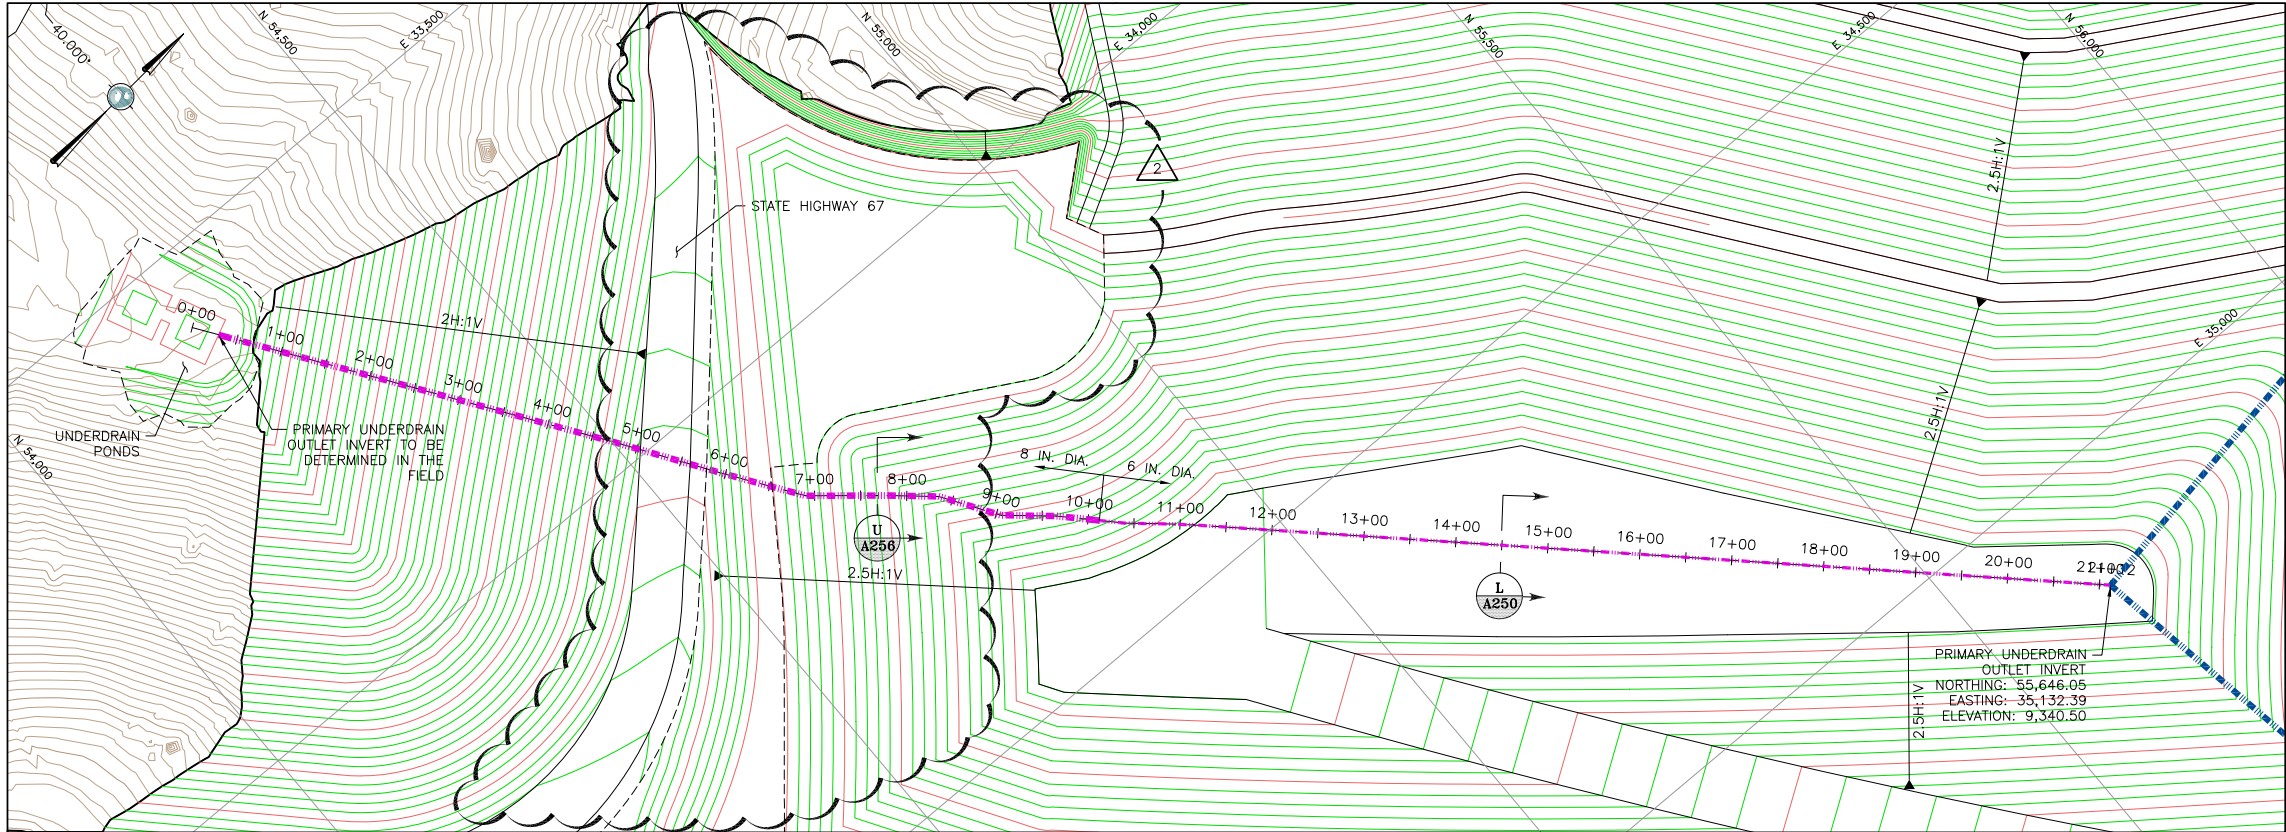 40.000°
N 54,500
E 33,500
N 55,000
E 34,000
N 55,500
E 34,500
N 56,000
2
2.5H:1V
STATE HIGHWAY 67
0+00
1+00
2+00
3+00
4+00
5+00
6+00
7+00
8+00
9+00
10+00
11+00
12+00
13+00
14+00
15+00
16+00
17+00
18+00
19+00
20+00
21+00
2H:1V
E 35,000
2.5H:1V
UNDERDRAIN
PONDS
PRIMARY UNDERDRAIN
OUTLET INVERT TO BE
DETERMINED IN THE
FIELD
N 54,000
8 IN. DIA.
6 IN. DIA.
U
A256
2.5H:1V
L
A250
PRIMARY UNDERDRAIN
OUTLET INVERT
NORTHING: 55,646.05
EASTING: 35,132.39
ELEVATION: 9,340.50
2.5H:1V